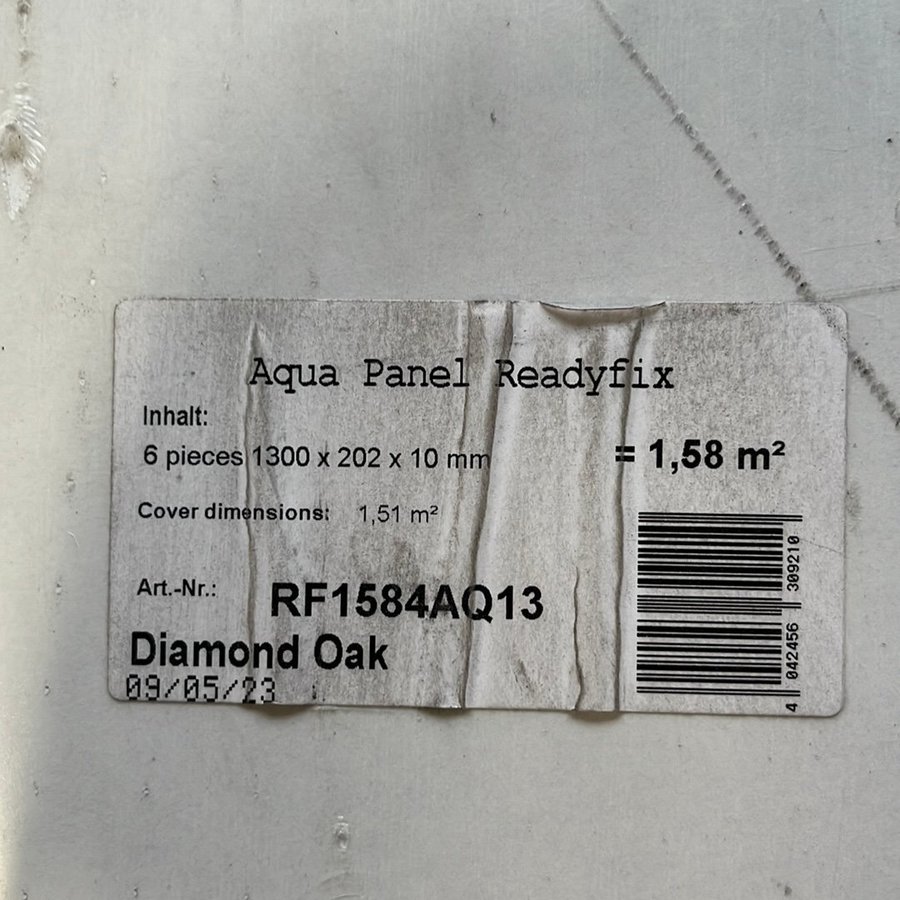 Aqua Panel Readyfix
Inhalt:
6 pieces 1300 x 202 x 10 mm = 1,58 m²
Cover dimensions: 1,51 m²
Art.-Nr.: RF1584AQ13
Diamond Oak
09/05/23
4 042456 309210